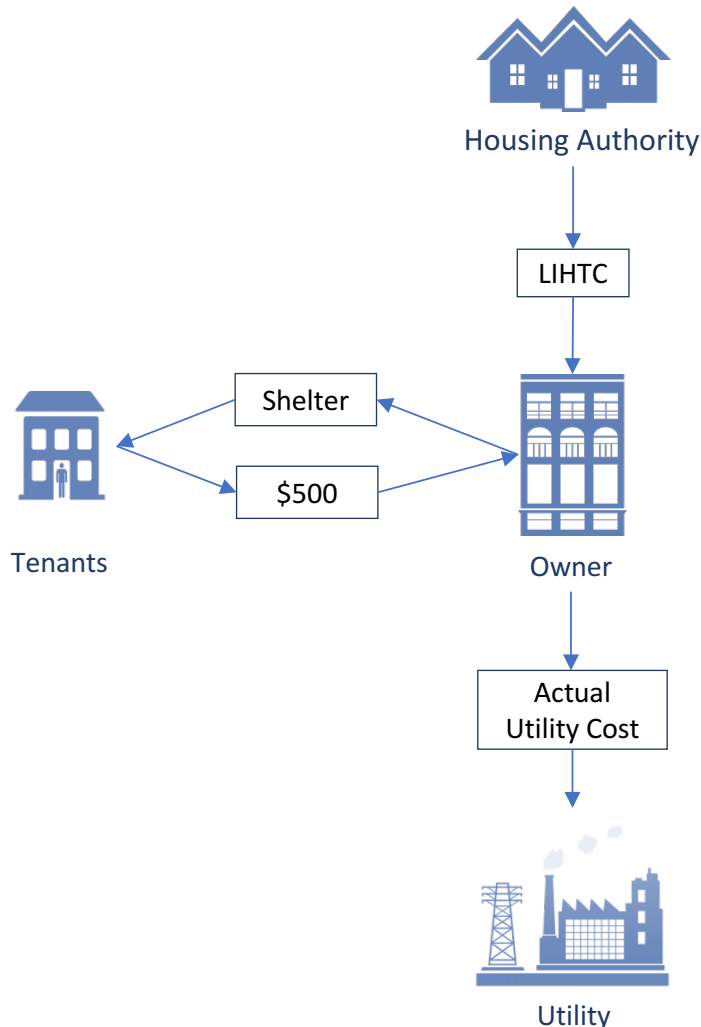 Housing Authority
LIHTC
Shelter
$500
Tenants
Owner
Actual
Utility Cost
Utility